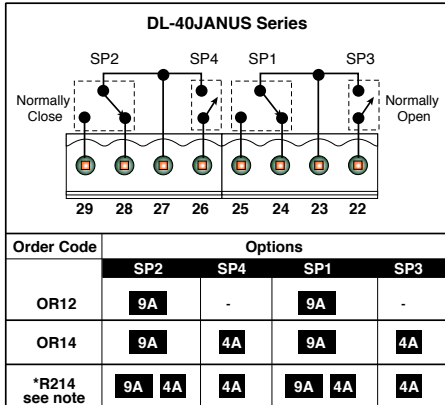 DL-40JANUS Series
SP2 SP4 SP1 SP3
Normally
Close
Normally
Open
29 28 27 26 25 24 23 22
Order Code Options
SP2 SP4 SP1 SP3
OR12 9A - 9A -
OR14 9A 4A 9A 4A
*R214
see note
9A 4A 4A 9A 4A 4A